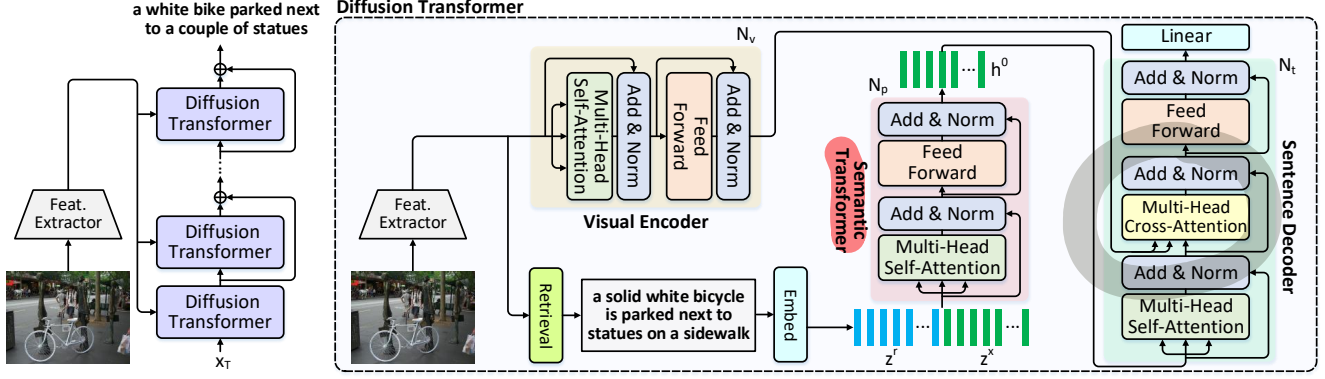 a white bike parked next
to a couple of statues
Diffusion
Transformer
Diffusion
Transformer
Diffusion
Transformer
x_T
Feat.
Extractor
Diffusion Transformer
Feat.
Extractor
N_v
Multi-Head
Self-Attention
Add & Norm
Feed
Forward
Add & Norm
Visual Encoder
Retrieval
a solid white bicycle
is parked next to
statues on a sidewalk
Embed
h^0
N_p
Add & Norm
Feed
Forward
Add & Norm
Multi-Head
Self-Attention
Semantic
Transformer
z^r
z^x
Linear
N_t
Add & Norm
Feed
Forward
Add & Norm
Multi-Head
Cross-Attention
Add & Norm
Multi-Head
Self-Attention
Sentence Decoder